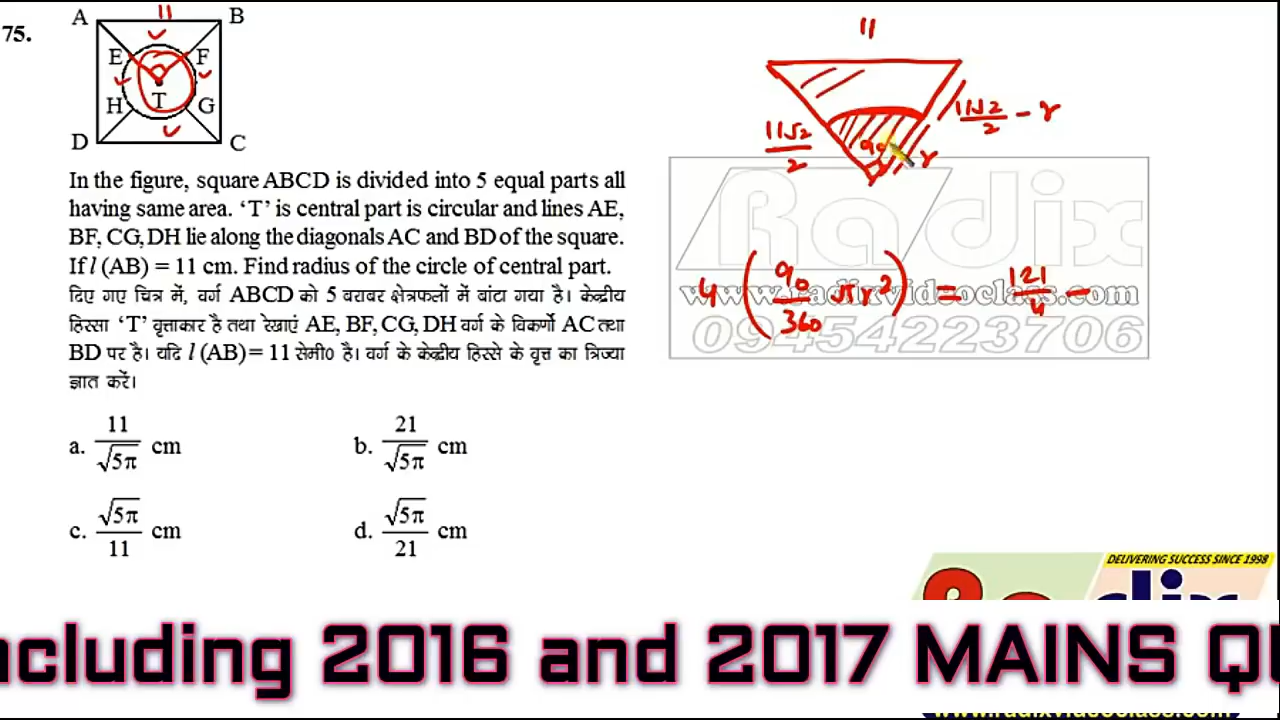 75.
A
11
B
E
F
T
H
G
D
C
In the figure, square ABCD is divided into 5 equal parts all
having same area. ‘T’ is central part is circular and lines AE,
BF, CG, DH lie along the diagonals AC and BD of the square.
If l (AB) = 11 cm. Find radius of the circle of central part.
दिए गए चित्र में, वर्ग ABCD को 5 बराबर क्षेत्रफलों में बांटा गया है। केन्द्रीय
हिस्सा ‘T’ वृत्ताकार है तथा रेखाएं AE, BF, CG, DH वर्ग के विकर्णों AC तथा
BD पर है। यदि l (AB)= 11 सेमी० है। वर्ग के केन्द्रीय हिस्से के वृत्त का त्रिज्या
ज्ञात करें।
a. 11/√5π cm
b. 21/√5π cm
c. √5π/11 cm
d. √5π/21 cm
11
11√2/2
11√2/2 - r
90
r
4 (90/360 πr²) = 121/4 -
Radix
www.radixvideoclass.com
09454223706
DELIVERING SUCCESS SINCE 1998
ncluding 2016 and 2017 MAINS QU
www.radixvideoclass.com